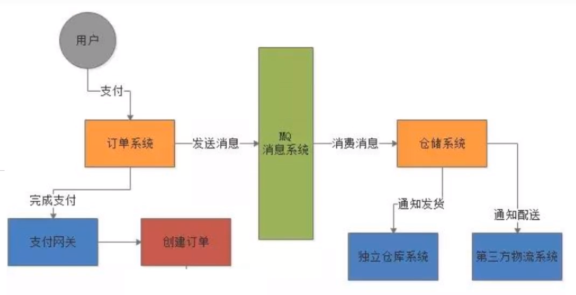 用户
支付
订单系统
发送消息
MQ
消息系统
消费消息
仓储系统
完成支付
通知发货
通知配送
支付网关
创建订单
独立仓库系统
第三方物流系统